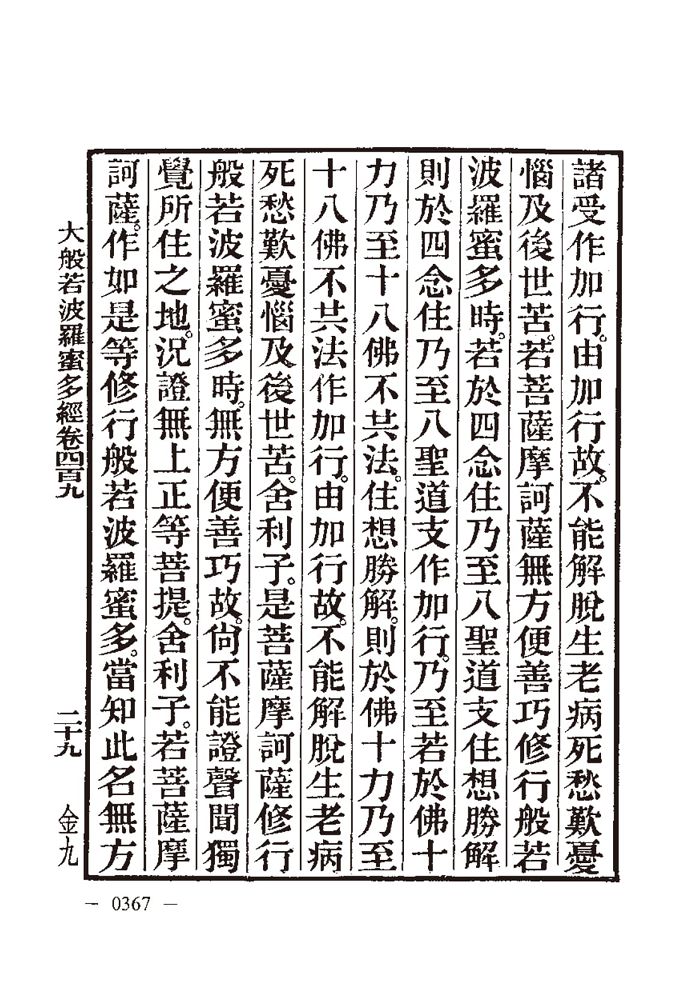 諸受作加行。由加行故。不能解脫生老病死愁歎憂
惱及後世苦。若菩薩摩訶薩無方便善巧修行般若
波羅蜜多時。若於四念住乃至八聖道支住想勝解
則於四念住乃至八聖道支作加行。乃至若於佛十
力乃至十八佛不共法。住想勝解。則於佛十力乃至
十八佛不共法作加行。由加行故。不能解脫生老病
死愁歎憂惱及後世苦。舍利子。是菩薩摩訶薩修行
般若波羅蜜多時。無方便善巧故。尙不能證聲聞獨
覺所住之地。況證無上正等菩提。舍利子。若菩薩摩
訶薩。作如是等修行般若波羅蜜多。當知此名無方
大般若波羅蜜多經卷四百九 二十九 金九
— 0367 —